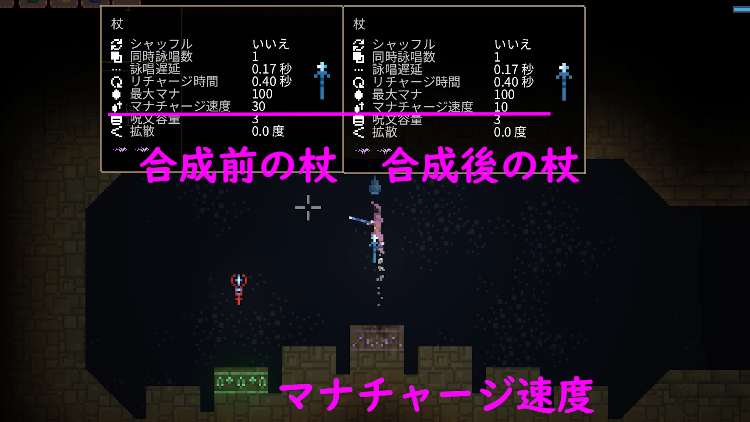 杖
シャッフル いいえ
同時詠唱数 1
詠唱遅延 0.17 秒
リチャージ時間 0.40 秒
最大マナ 100
マナチャージ速度 30
呪文容量 3
拡散 0.0 度
杖
シャッフル いいえ
同時詠唱数 1
詠唱遅延 0.17 秒
リチャージ時間 0.40 秒
最大マナ 100
マナチャージ速度 10
呪文容量 3
拡散 0.0 度
合成前の杖
合成後の杖
マナチャージ速度